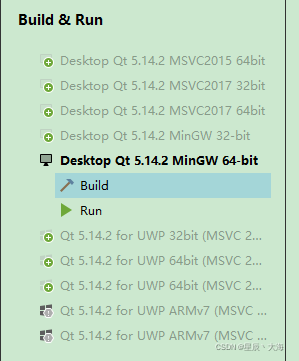 Build & Run
Desktop Qt 5.14.2 MSVC2015 64bit
Desktop Qt 5.14.2 MSVC2017 32bit
Desktop Qt 5.14.2 MSVC2017 64bit
Desktop Qt 5.14.2 MinGW 32-bit
Desktop Qt 5.14.2 MinGW 64-bit
Build
Run
Qt 5.14.2 for UWP 32bit (MSVC 2...
Qt 5.14.2 for UWP 64bit (MSVC 2...
Qt 5.14.2 for UWP 64bit (MSVC 2...
Qt 5.14.2 for UWP ARMv7 (MSVC ...
Qt 5.14.2 for UWP ARMv7 (MSVC ...
CSDN @星辰、大海